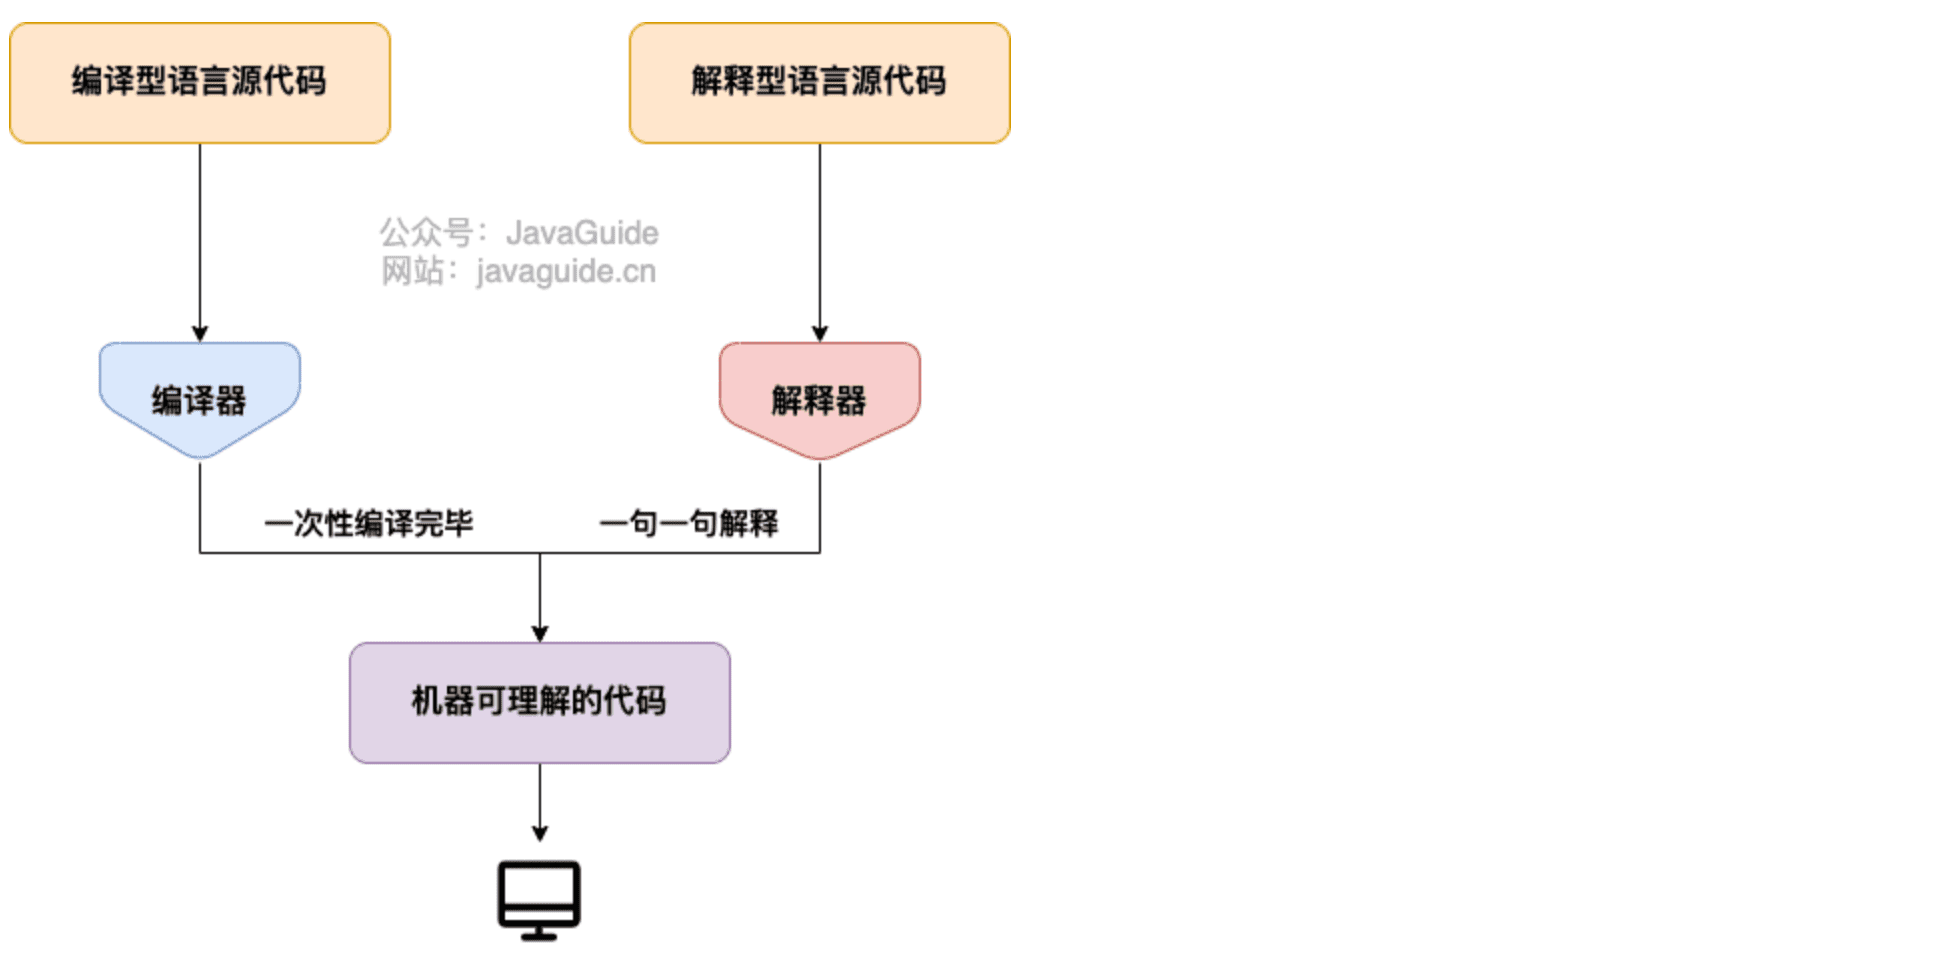 编译型语言源代码
解释型语言源代码
公众号：JavaGuide
网站：javaguide.cn
编译器
解释器
一次性编译完毕
一句一句解释
机器可理解的代码